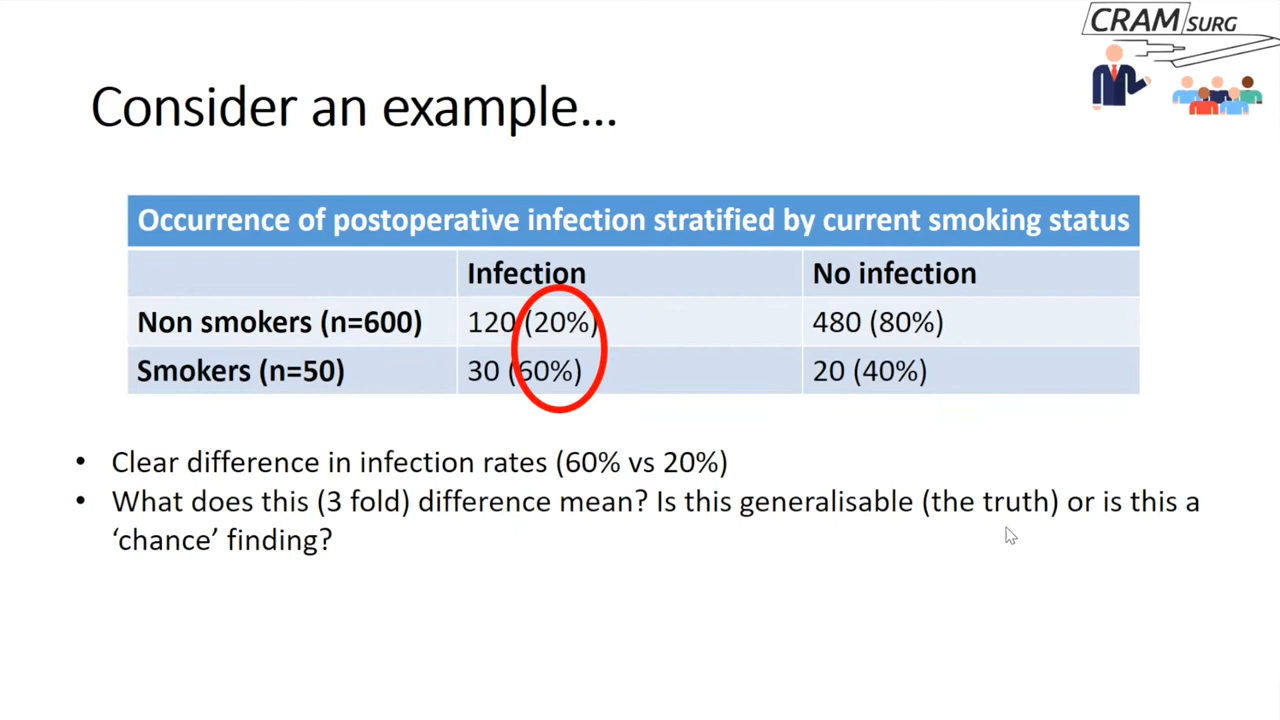 CRAM SURG
Consider an example...
Occurrence of postoperative infection stratified by current smoking status
Infection No infection
Non smokers (n=600) 120 (20%) 480 (80%)
Smokers (n=50) 30 (60%) 20 (40%)
• Clear difference in infection rates (60% vs 20%)
• What does this (3 fold) difference mean? Is this generalisable (the truth) or is this a
‘chance’ finding?